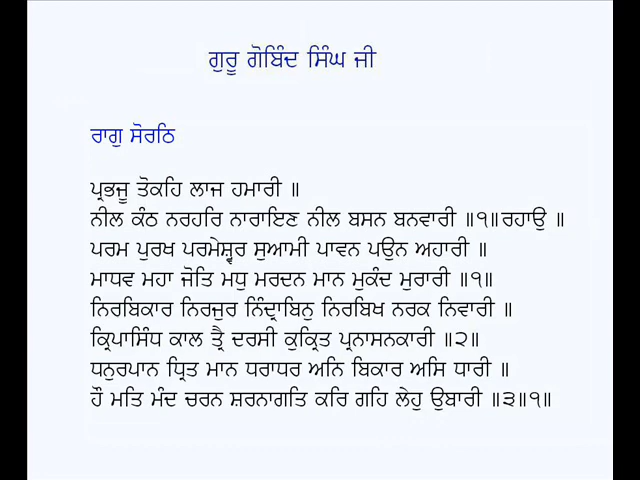 ਗੁਰੂ ਗੋਬਿੰਦ ਸਿੰਘ ਜੀ
ਰਾਗੁ ਸੋਰਠਿ
ਪ੍ਰਭਜੂ ਤੋਕਹਿ ਲਾਜ ਹਮਾਰੀ ॥
ਨੀਲ ਕੰਠ ਨਰਹਰਿ ਨਾਰਾਇਣ ਨੀਲ ਬਸਨ ਬਨਵਾਰੀ ॥੧॥ਰਹਾਉ ॥
ਪਰਮ ਪੁਰਖ ਪਰਮੇਸ੍ਵਰ ਸੁਆਮੀ ਪਾਵਨ ਪਉਨ ਅਹਾਰੀ ॥
ਮਾਧਵ ਮਹਾ ਜੋਤਿ ਮਧੁ ਮਰਦਨ ਮਾਨ ਮੁਕੰਦ ਮੁਰਾਰੀ ॥੧॥
ਨਿਰਬਿਕਾਰ ਨਿਰਜੁਰ ਨਿੰਦ੍ਰਾਬਿਨੁ ਨਿਰਬਿਖ ਨਰਕ ਨਿਵਾਰੀ ॥
ਕ੍ਰਿਪਾਸਿੰਧ ਕਾਲ ਤ੍ਰੈ ਦਰਸੀ ਕੁਕ੍ਰਿਤ ਪ੍ਰਨਾਸਨਕਾਰੀ ॥੨॥
ਧਨੁਰਪਾਨ ਧ੍ਰਿਤ ਮਾਨ ਧਰਾਧਰ ਅਨਿ ਬਿਕਾਰ ਅਸਿ ਧਾਰੀ ॥
ਹੌ ਮਤਿ ਮੰਦ ਚਰਨ ਸ਼ਰਨਾਗਤਿ ਕਰਿ ਗਹਿ ਲੇਹੁ ਉਬਾਰੀ ॥੩॥੧॥